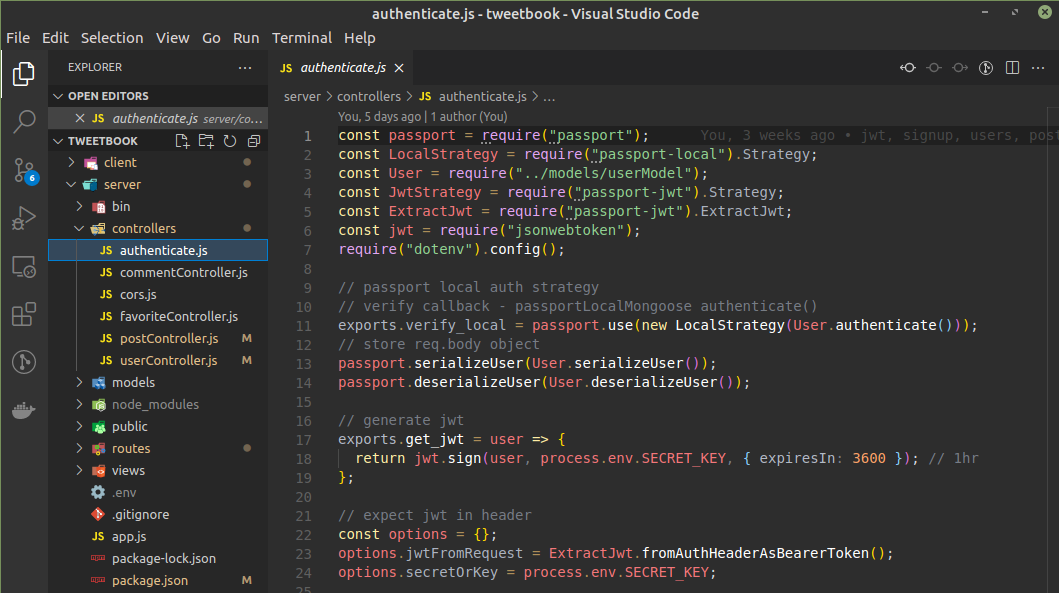 authenticate.js - tweetbook - Visual Studio Code
File Edit Selection View Go Run Terminal Help
EXPLORER
OPEN EDITORS
JS authenticate.js server/co...
TWEETBOOK
client
server
bin
controllers
JS authenticate.js
JS commentController.js
JS cors.js
JS favoriteController.js
JS postController.js M
JS userController.js M
models
node_modules
public
routes
views
.env
.gitignore
JS app.js
package-lock.json
package.json M
6
JS authenticate.js
server > controllers > JS authenticate.js > ...
You, 5 days ago | 1 author (You)
1 const passport = require("passport"); You, 3 weeks ago • jwt, signup, users, post
2 const LocalStrategy = require("passport-local").Strategy;
3 const User = require("../models/userModel");
4 const JwtStrategy = require("passport-jwt").Strategy;
5 const ExtractJwt = require("passport-jwt").ExtractJwt;
6 const jwt = require("jsonwebtoken");
7 require("dotenv").config();
8
9 // passport local auth strategy
10 // verify callback - passportLocalMongoose authenticate()
11 exports.verify_local = passport.use(new LocalStrategy(User.authenticate()));
12 // store req.body object
13 passport.serializeUser(User.serializeUser());
14 passport.deserializeUser(User.deserializeUser());
15
16 // generate jwt
17 exports.get_jwt = user => {
18 return jwt.sign(user, process.env.SECRET_KEY, { expiresIn: 3600 }); // 1hr
19 };
20
21 // expect jwt in header
22 const options = {};
23 options.jwtFromRequest = ExtractJwt.fromAuthHeaderAsBearerToken();
24 options.secretOrKey = process.env.SECRET_KEY;
25